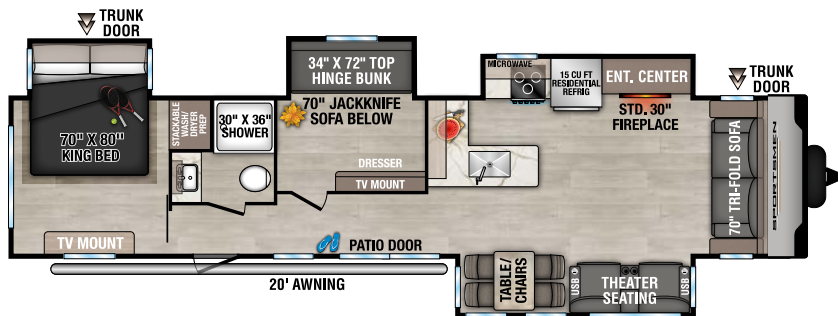 TRUNK
DOOR
70" X 80"
KING BED
TV MOUNT
STACKABLE
WASH/
DRYER
PREP
30" X 36"
SHOWER
34" X 72" TOP
HINGE BUNK
70" JACKKNIFE
SOFA BELOW
DRESSER
TV MOUNT
PATIO DOOR
20' AWNING
MICROWAVE
15 CU FT
RESIDENTIAL
REFRIG
ENT. CENTER
STD. 30"
FIREPLACE
TRUNK
DOOR
70" TRI-FOLD SOFA
SPORTSMEN
TABLE/
CHAIRS
USB
THEATER
SEATING
USB